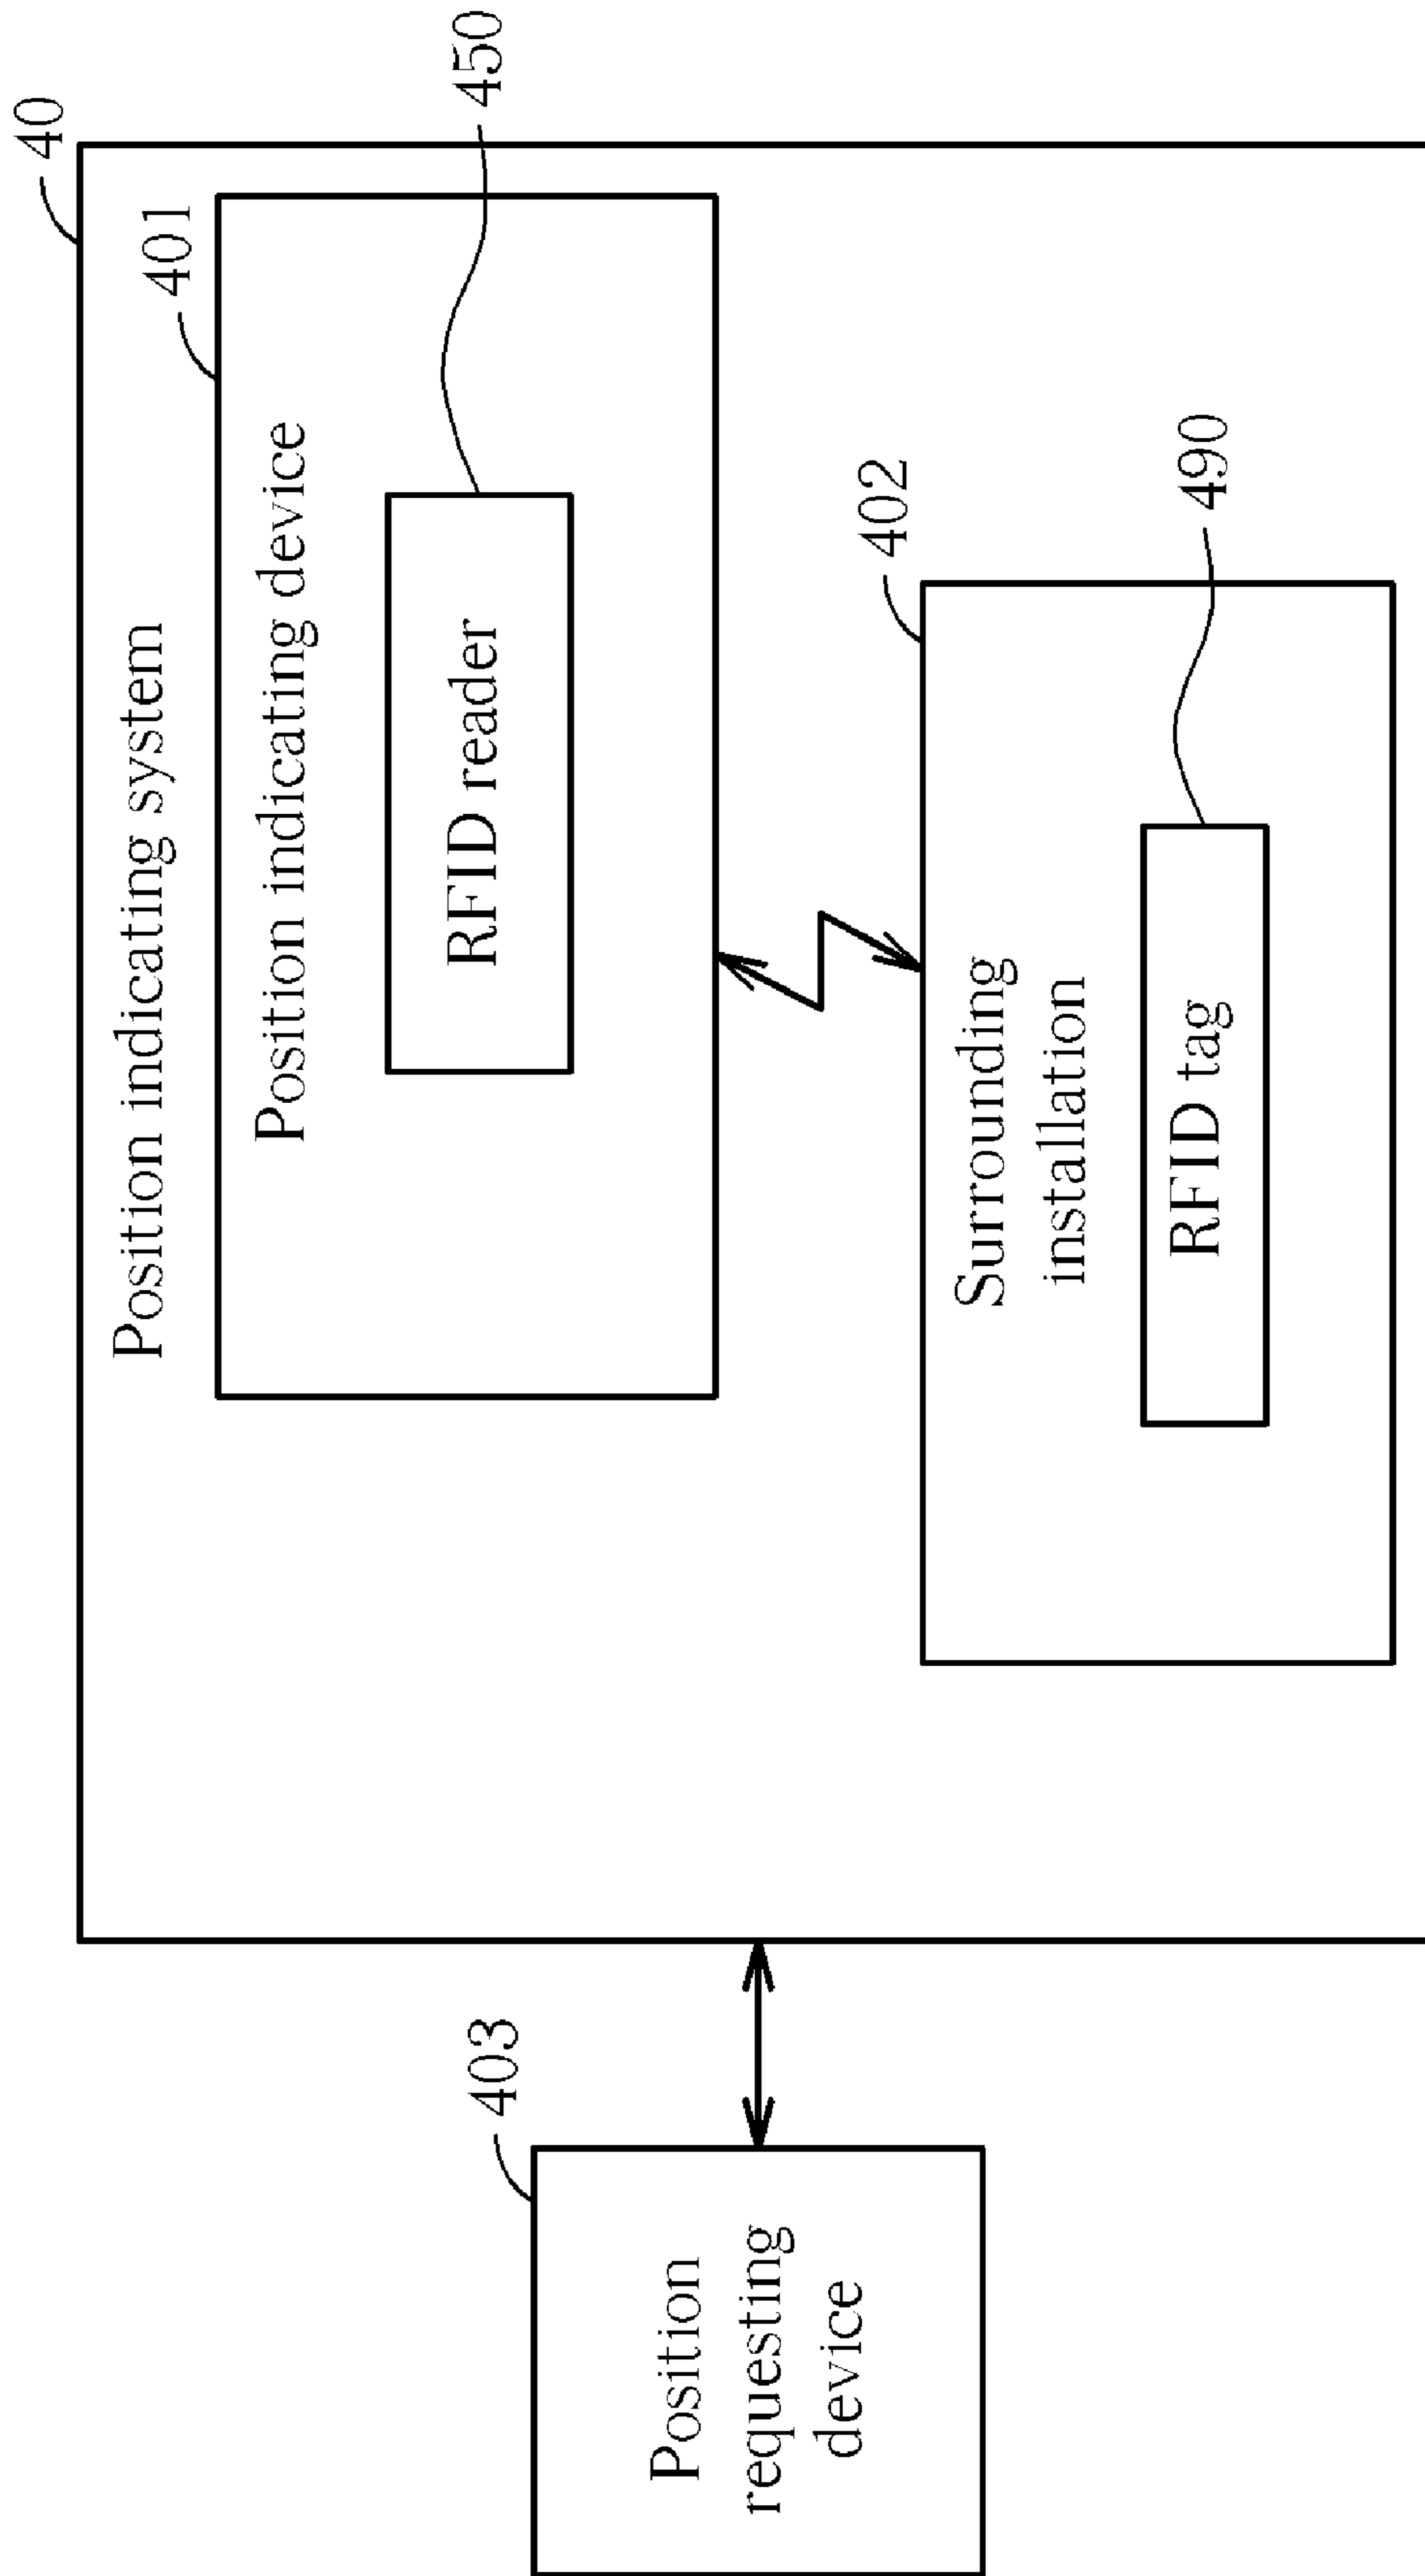 40
Position indicating system
401
Position indicating device
RFID reader
450
403
Position
requesting
device
402
Surrounding
installation
RFID tag
490